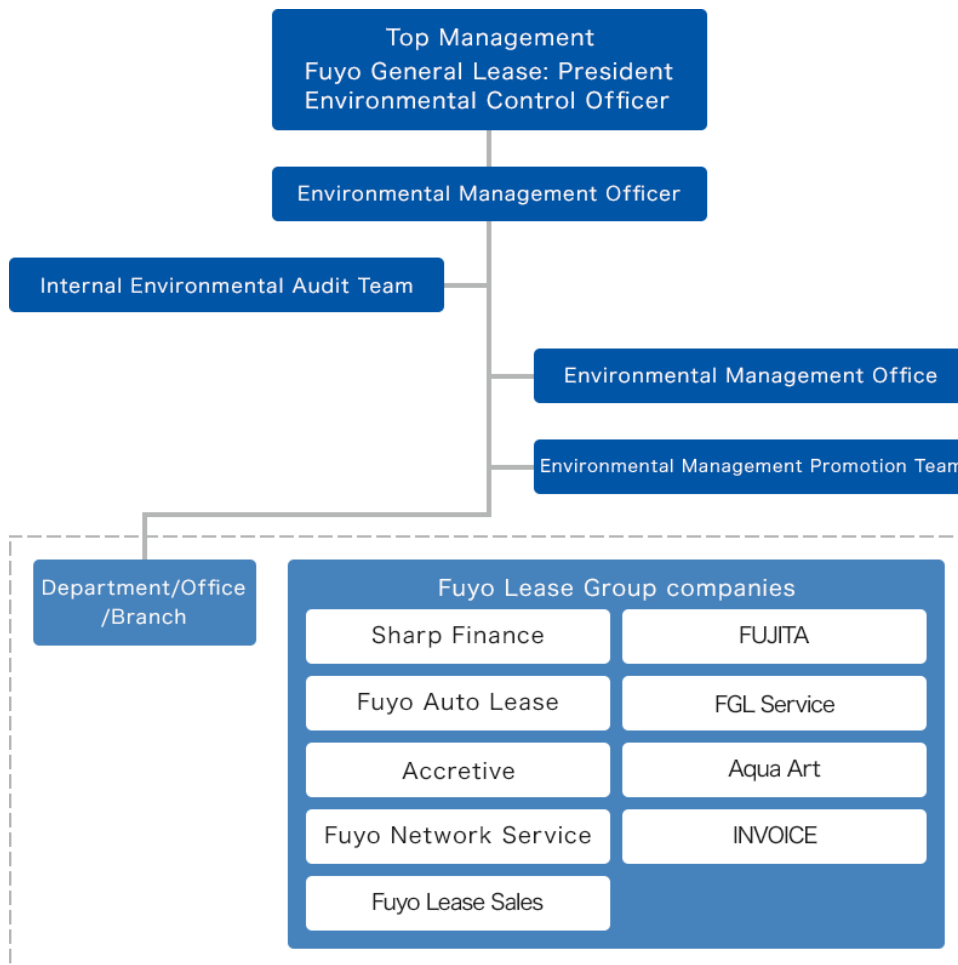 Top Management
Fuyo General Lease: President
Environmental Control Officer
Environmental Management Officer
Internal Environmental Audit Team
Environmental Management Office
Environmental Management Promotion Team
Department/Office
/Branch
Fuyo Lease Group companies
Sharp Finance
FUJITA
Fuyo Auto Lease
FGL Service
Accretive
Aqua Art
Fuyo Network Service
INVOICE
Fuyo Lease Sales